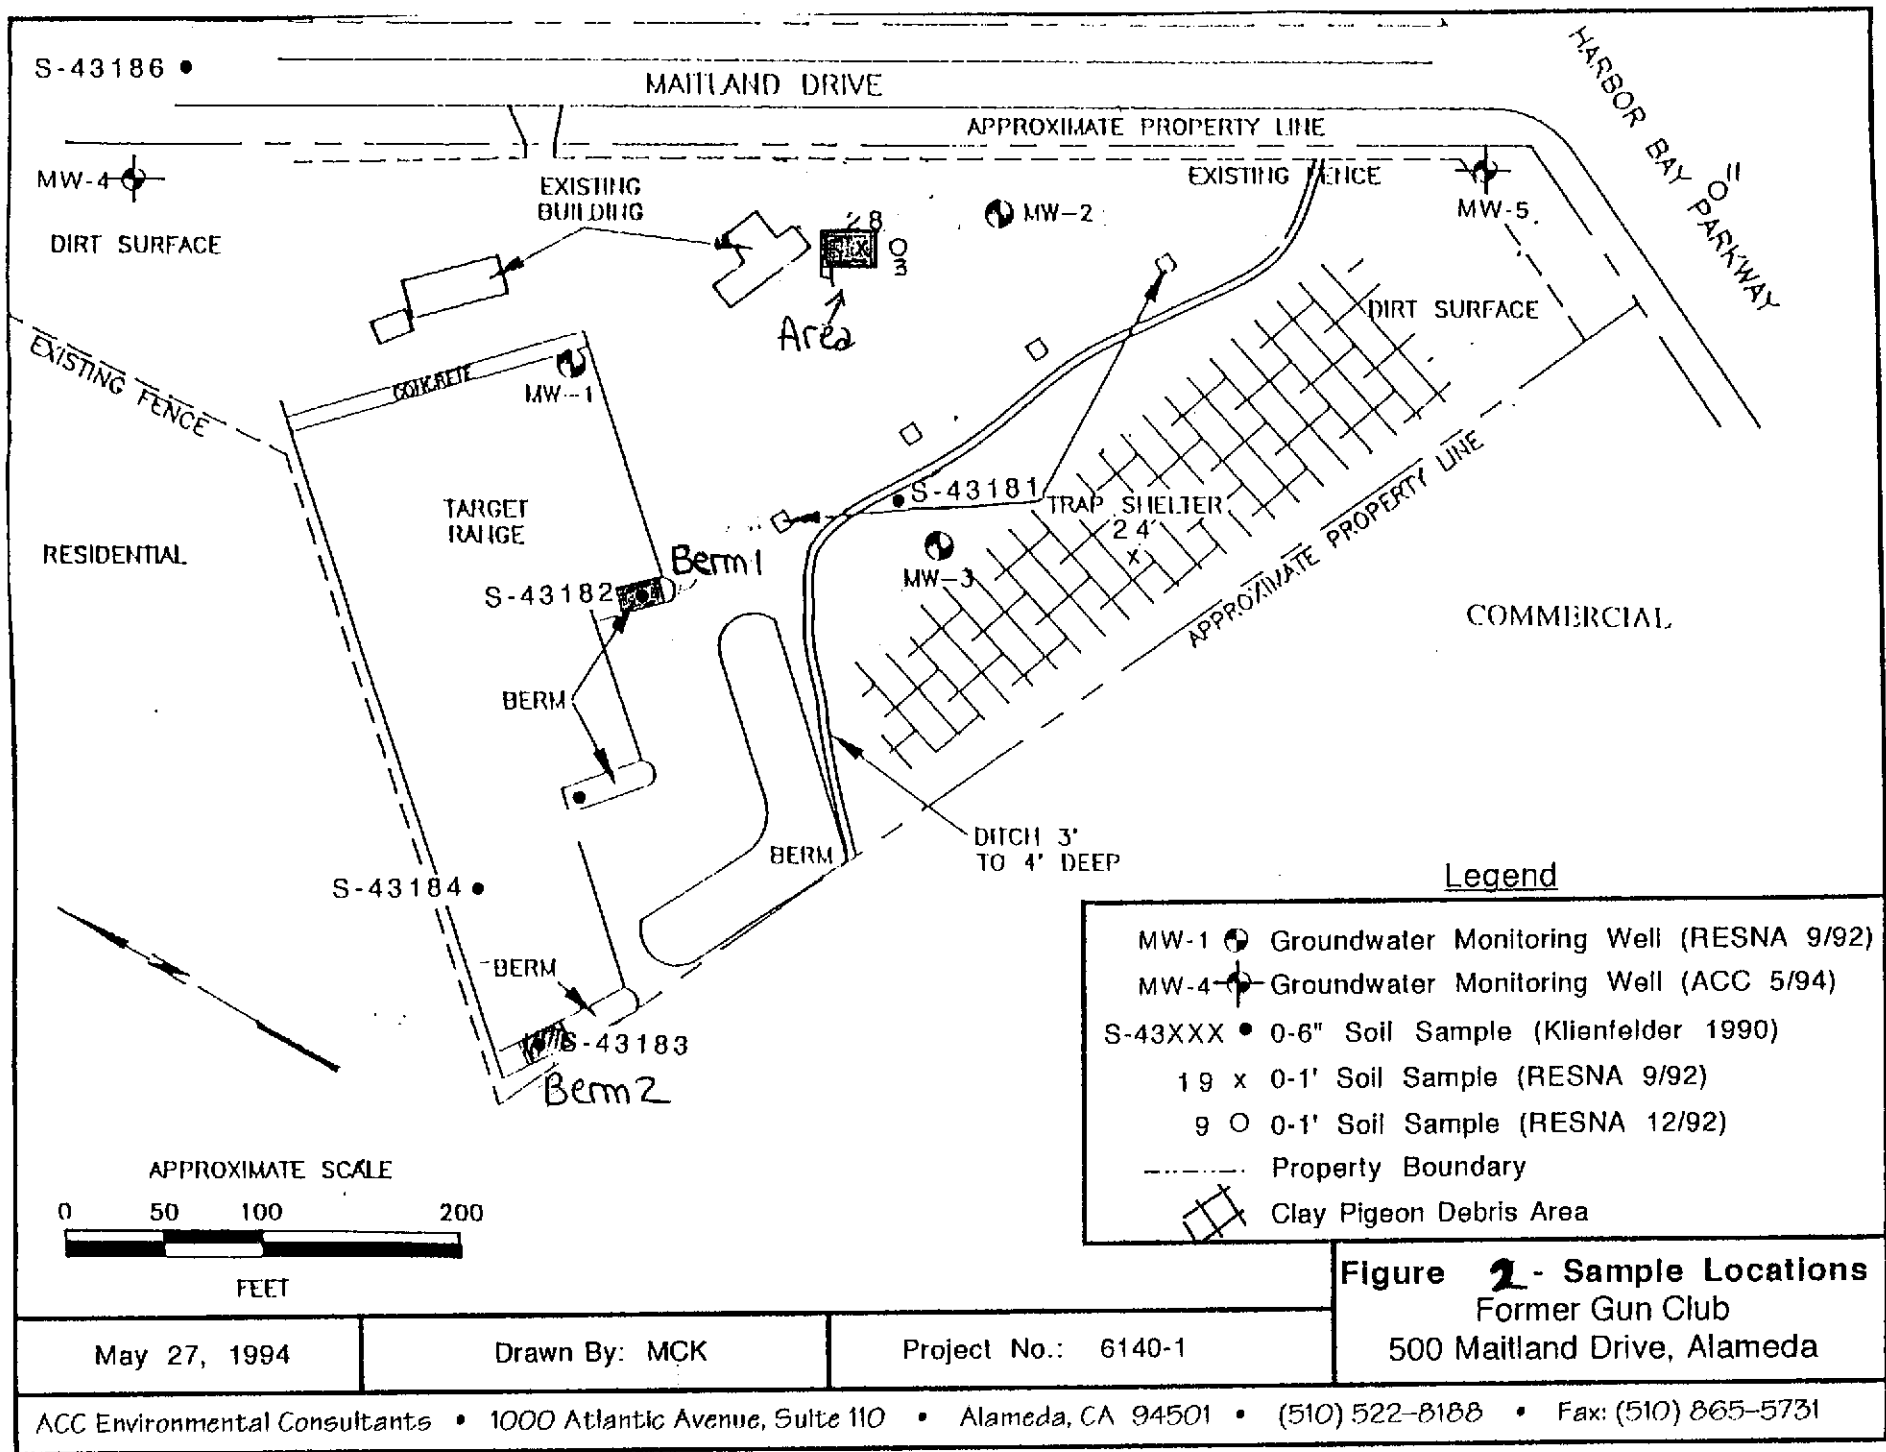 S-43186
MAITLAND DRIVE
HARBOR BAY PARKWAY
APPROXIMATE PROPERTY LINE
MW-4
EXISTING FENCE
MW-5
11
EXISTING
BUILDING
MW-2
28
3
DIRT SURFACE
Area
DIRT SURFACE
EXISTING FENCE
CONCRETE
MW-1
S-43181
TRAP SHELTER
24
TARGET
RANGE
RESIDENTIAL
Berm 1
MW-3
S-43182
APPROXIMATE PROPERTY LINE
COMMERCIAL
BERM
DITCH 3'
TO 4' DEEP
BERM
S-43184
BERM
S-43183
Berm 2
Legend
MW-1 Groundwater Monitoring Well (RESNA 9/92)
MW-4 Groundwater Monitoring Well (ACC 5/94)
S-43XXX • 0-6" Soil Sample (Klienfelder 1990)
19 x 0-1' Soil Sample (RESNA 9/92)
9 O 0-1' Soil Sample (RESNA 12/92)
Property Boundary
Clay Pigeon Debris Area
APPROXIMATE SCALE
0 50 100 200
FEET
Figure 2 - Sample Locations
Former Gun Club
500 Maitland Drive, Alameda
May 27, 1994
Drawn By: MCK
Project No.: 6140-1
ACC Environmental Consultants • 1000 Atlantic Avenue, Suite 110 • Alameda, CA 94501 • (510) 522-8188 • Fax: (510) 865-5731